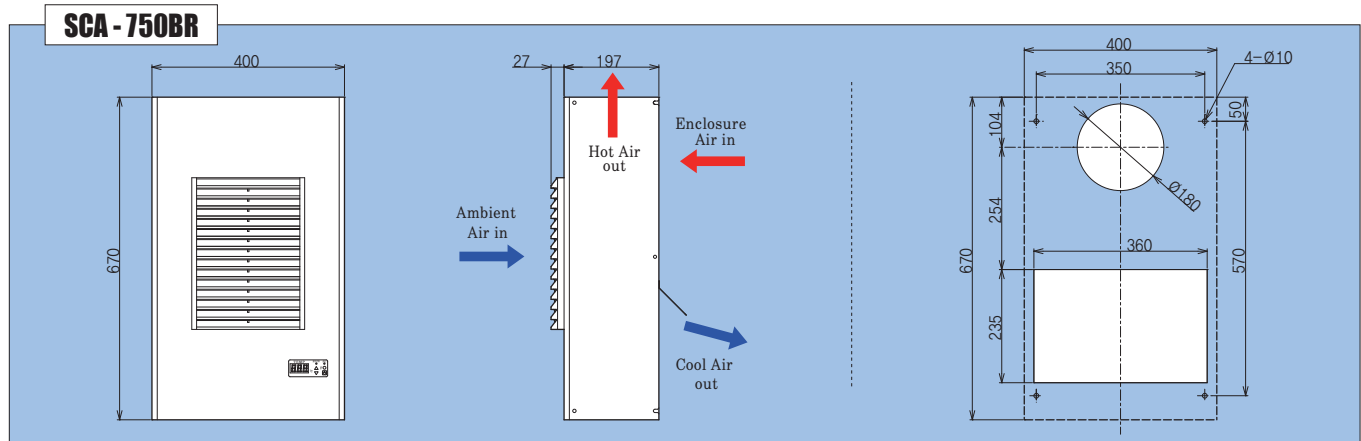 SCA - 750BR
400
670
27
197
Hot Air
out
Enclosure
Air in
Ambient
Air in
Cool Air
out
400
350
4-Ø10
50
104
Ø180
254
360
670
570
235